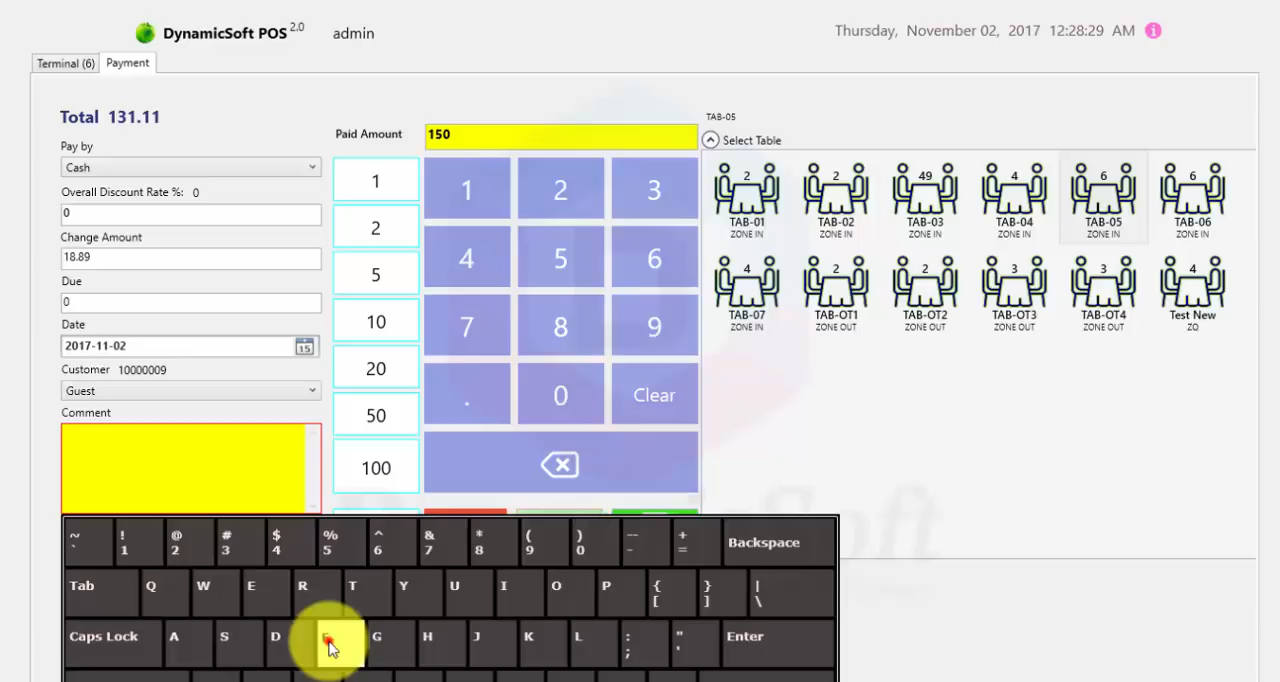 DynamicSoft POS 2.0
admin
Thursday, November 02, 2017 12:28:29 AM
Terminal (6)
Payment
Total 131.11
Pay by
Cash
Overall Discount Rate %: 0
0
Change Amount
18.89
Due
0
Date
2017-11-02
15
Customer 10000009
Guest
Comment
Paid Amount
150
1
2
5
10
20
50
100
1 2 3
4 5 6
7 8 9
. 0 Clear
TAB-05
Select Table
2 2 49 4 6 6
TAB-01 TAB-02 TAB-03 TAB-04 TAB-05 TAB-06
ZONE IN ZONE IN ZONE IN ZONE IN ZONE IN ZONE IN
4 2 2 3 3 4
TAB-07 TAB-OT1 TAB-OT2 TAB-OT3 TAB-OT4 Test New
ZONE IN ZONE OUT ZONE OUT ZONE OUT ZONE OUT ZO
~ ! @ # $ % ^ & * ( ) -- +
` 1 2 3 4 5 6 7 8 9 0 - = Backspace
Tab Q W E R T Y U I O P { } |
[ ] \
Caps Lock A S D F G H J K L : " Enter
; '